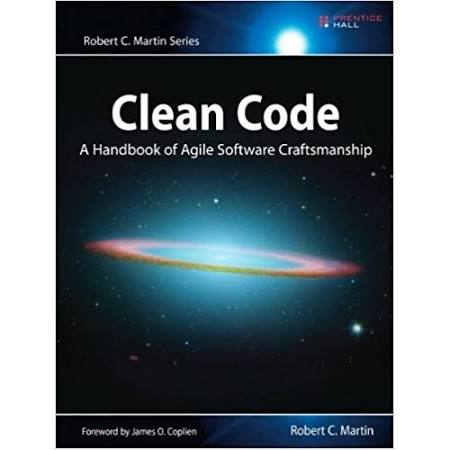 Robert C. Martin Series
PRENTICE
HALL
Clean Code
A Handbook of Agile Software Craftsmanship
Foreword by James O. Coplien
Robert C. Martin